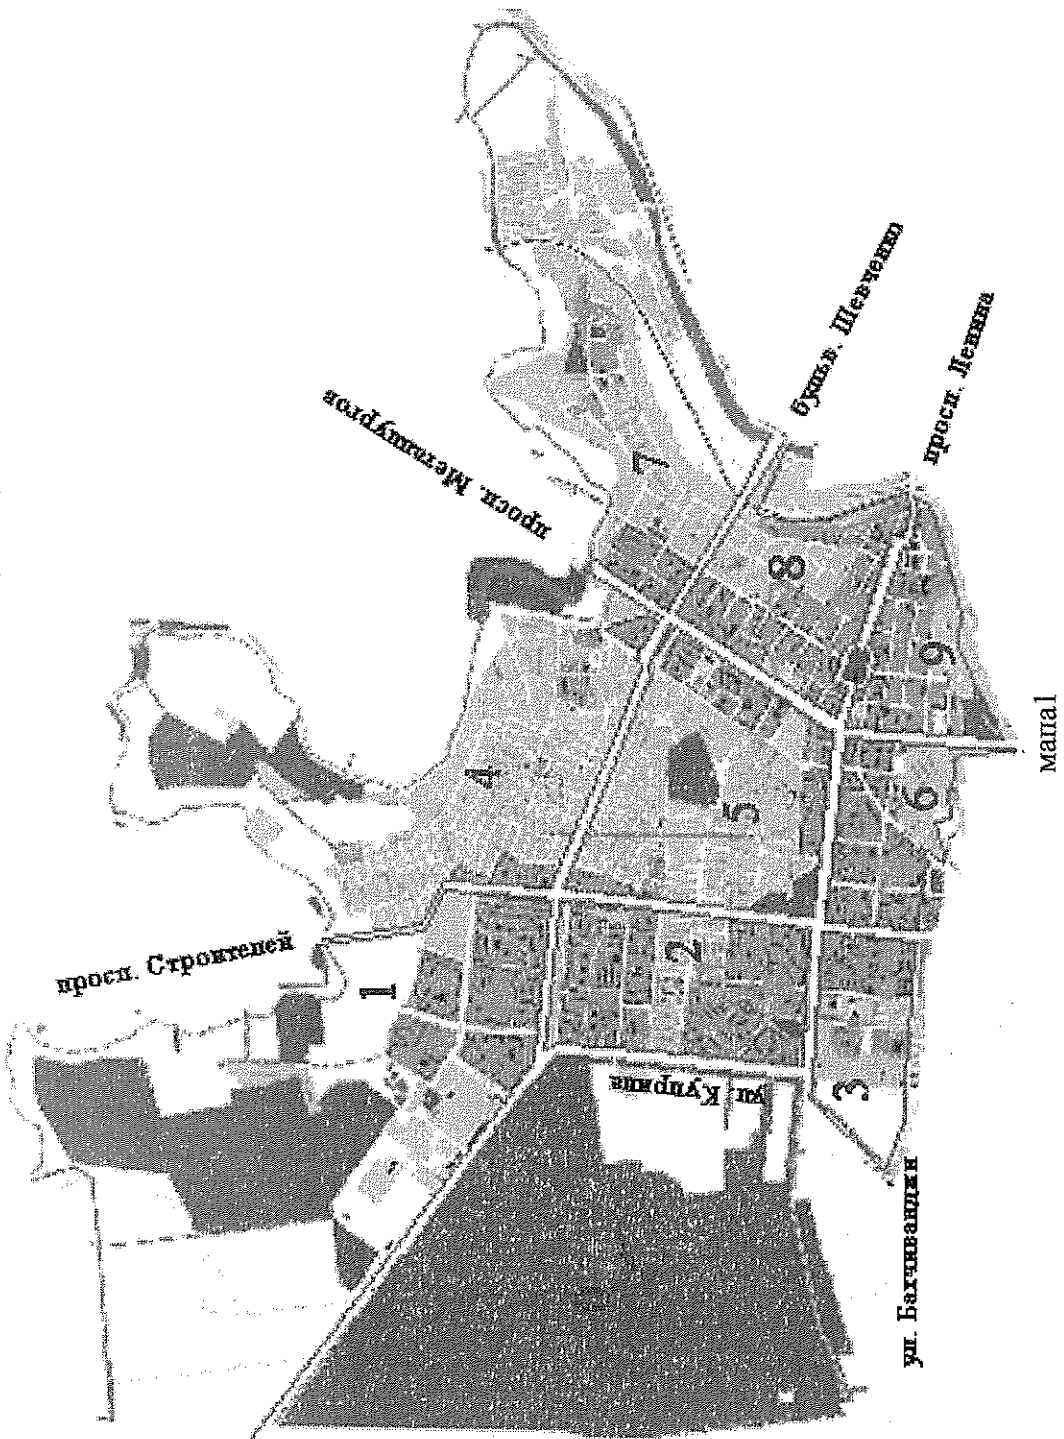 просп. Металлургов
бульв. Шевченко
просп. Ленина
просп. Строителей
ул. Куприна
ул. Бахчиванджи
1
2
3
4
5
6
7
8
9
мапа1